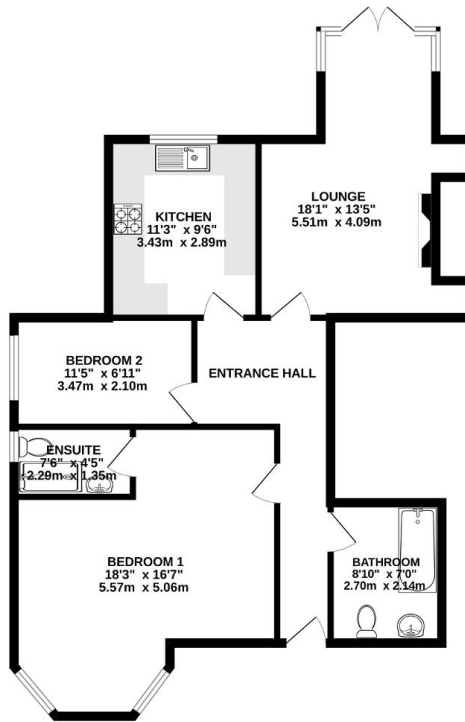 LOUNGE
18'1" x 13'5"
5.51m x 4.09m
KITCHEN
11'3" x 9'6"
3.43m x 2.89m
BEDROOM 2
11'5" x 6'11"
3.47m x 2.10m
ENTRANCE HALL
ENSUITE
7'6" x 4'5"
2.29m x 1.35m
BEDROOM 1
18'3" x 16'7"
5.57m x 5.06m
BATHROOM
8'10" x 7'0"
2.70m x 2.14m